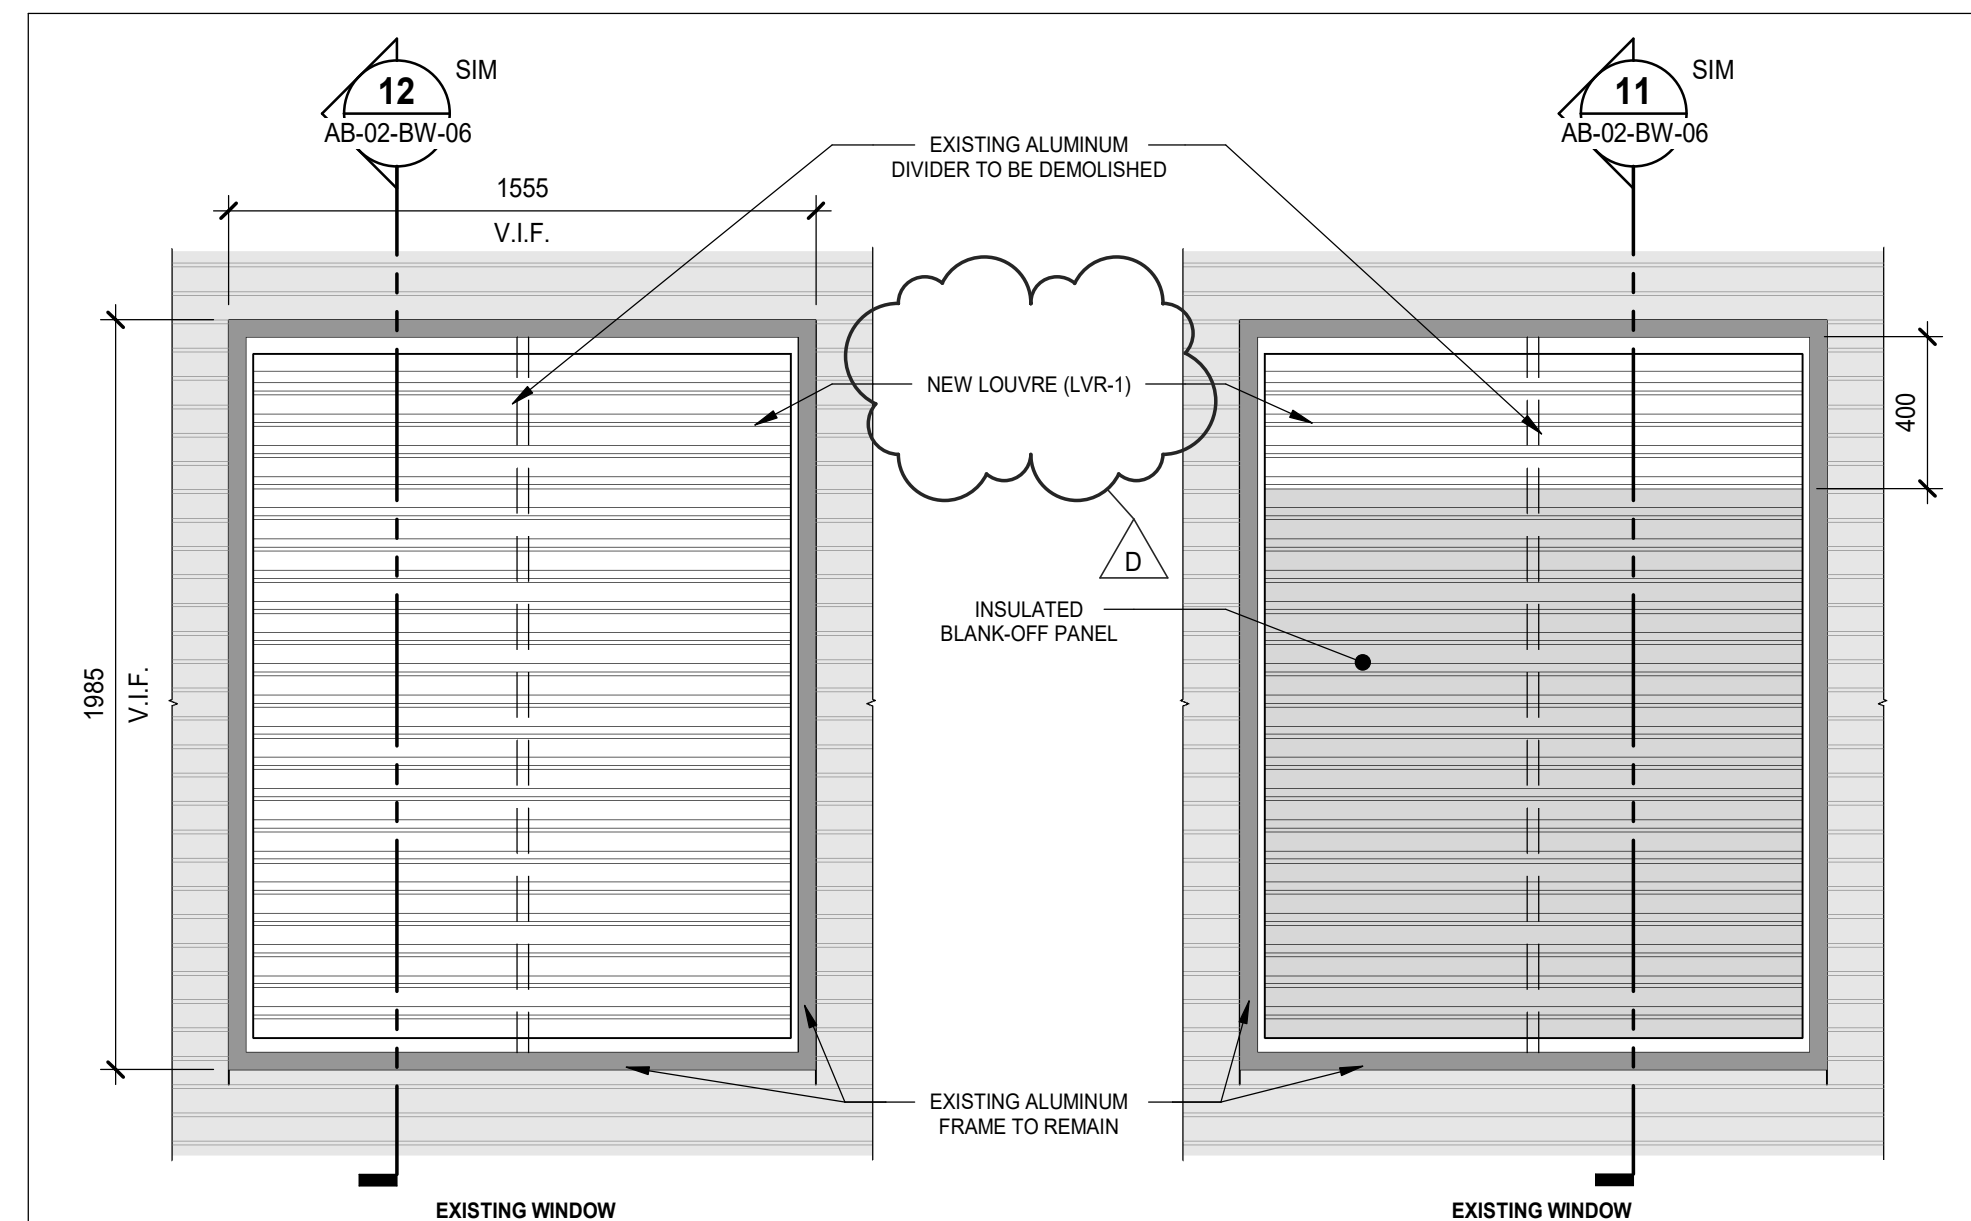 12
SIM
AB-02-BW-06
11
SIM
AB-02-BW-06
EXISTING ALUMINUM
DIVIDER TO BE DEMOLISHED
1555
V.I.F.
NEW LOUVRE (LVR-1)
400
D
INSULATED
BLANK-OFF PANEL
1985
V.I.F.
EXISTING ALUMINUM
FRAME TO REMAIN
EXISTING WINDOW
EXISTING WINDOW